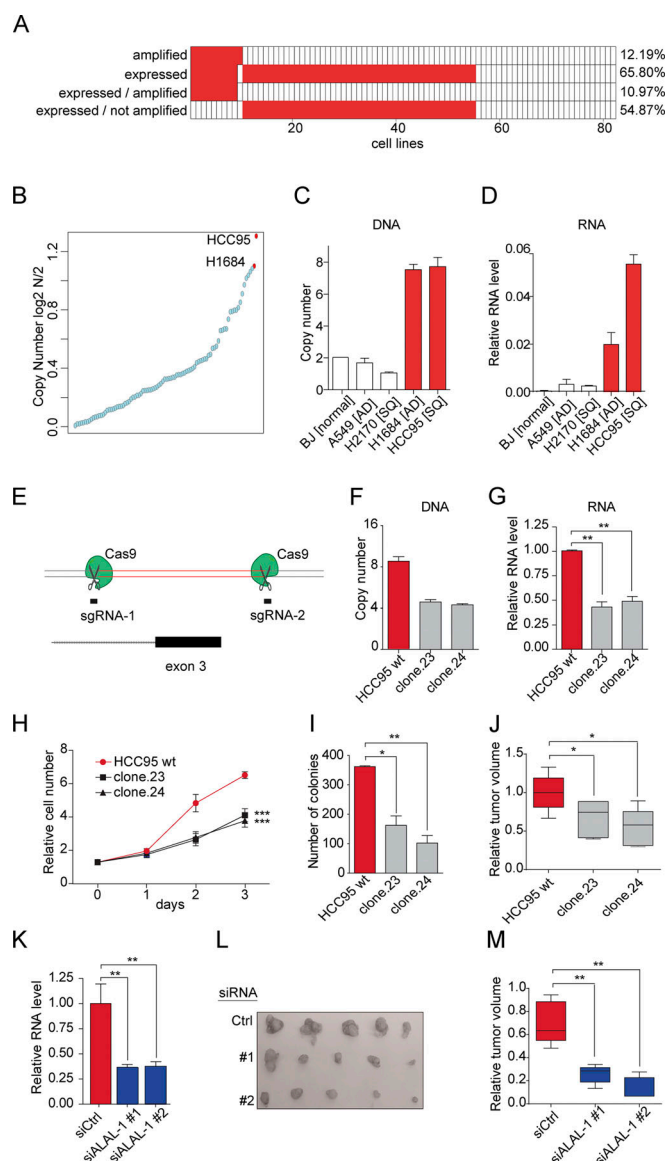 A
amplified 12.19%
expressed 65.80%
expressed / amplified 10.97%
expressed / not amplified 54.87%
20 40 60 80
cell lines
B
Copy Number log2 N/2
1.2
0.8
0.4
0.0
HCC95
H1684
C
DNA
Copy number
8
6
4
2
0
BJ [normal]
A549 [AD]
H2170 [SQ]
H1684 [AD]
HCC95 [SQ]
D
RNA
Relative RNA level
0.06
0.04
0.02
0.00
BJ [normal]
A549 [AD]
H2170 [SQ]
H1684 [AD]
HCC95 [SQ]
E
Cas9 Cas9
sgRNA-1 sgRNA-2
exon 3
F
DNA
Copy number
16
12
8
4
0
HCC95 wt
clone.23
clone.24
G
RNA
Relative RNA level
1.25
1.00
0.75
0.50
0.25
0
**
**
HCC95 wt
clone.23
clone.24
H
Relative cell number
8
6
4
2
0
HCC95 wt
clone.23
clone.24
***
***
0 1 2 3
days
I
Number of colonies
400
300
200
100
0
**
*
HCC95 wt
clone.23
clone.24
J
Relative tumor volume
2.0
1.5
1.0
0.5
0
*
*
HCC95 wt
clone.23
clone.24
K
Relative RNA level
1.25
1.00
0.75
0.50
0.25
0
**
**
siCtrl
siALAL-1 #1
siALAL-1 #2
L
siRNA
Ctrl
#1
#2
M
Relative tumor volume
1.0
0.8
0.6
0.4
0.2
0
**
**
siCtrl
siALAL-1 #1
siALAL-1 #2